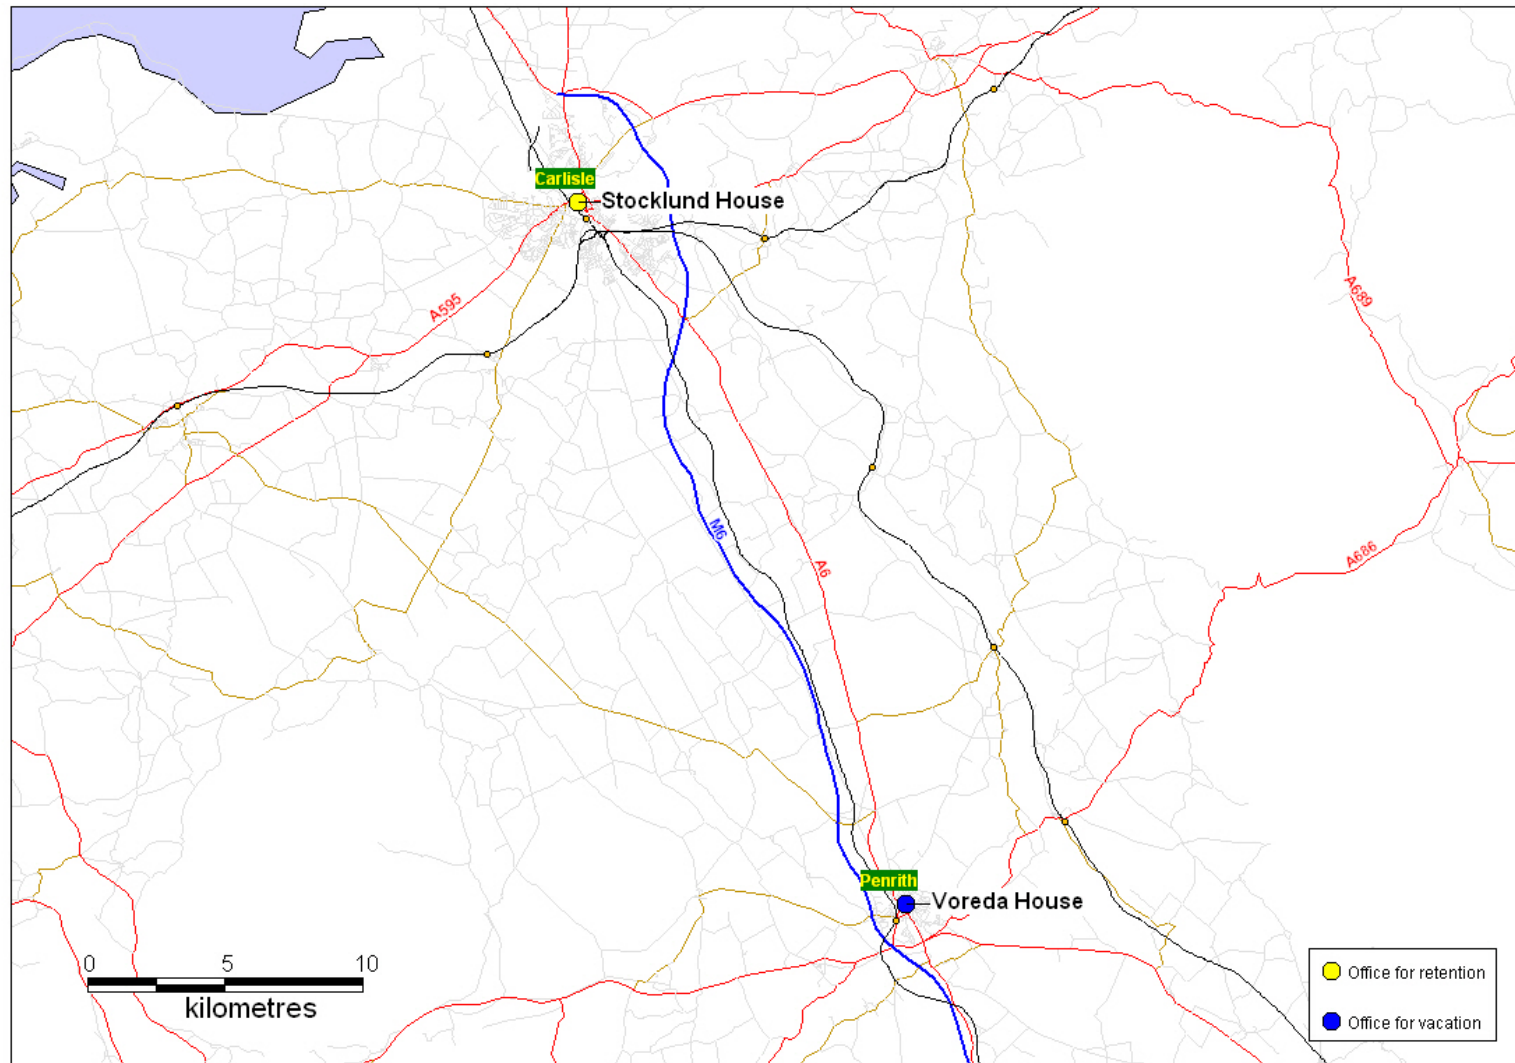 Carlisle
Stocklund House
A595
A689
M6
A6
A686
Penrith
Voreda House
0 5 10
kilometres
Office for retention
Office for vacation